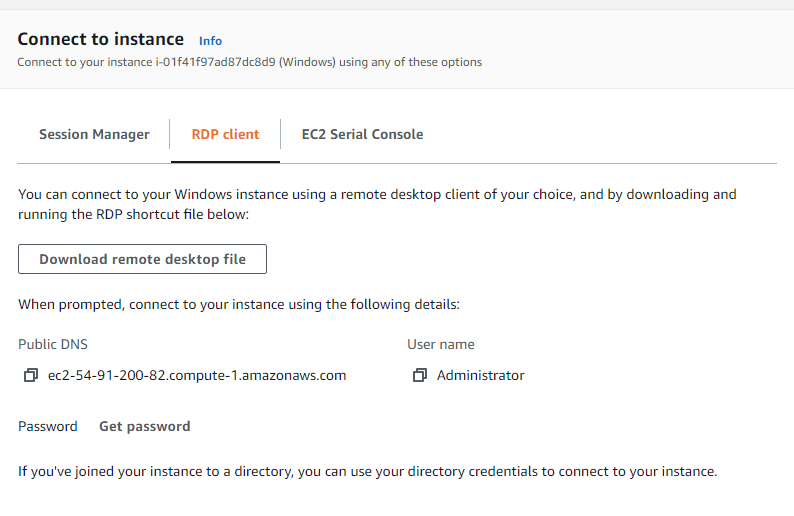 Connect to instance Info
Connect to your instance i-01f41f97ad87dc8d9 (Windows) using any of these options
Session Manager RDP client EC2 Serial Console
You can connect to your Windows instance using a remote desktop client of your choice, and by downloading and
running the RDP shortcut file below:
Download remote desktop file
When prompted, connect to your instance using the following details:
Public DNS User name
ec2-54-91-200-82.compute-1.amazonaws.com Administrator
Password Get password
If you've joined your instance to a directory, you can use your directory credentials to connect to your instance.